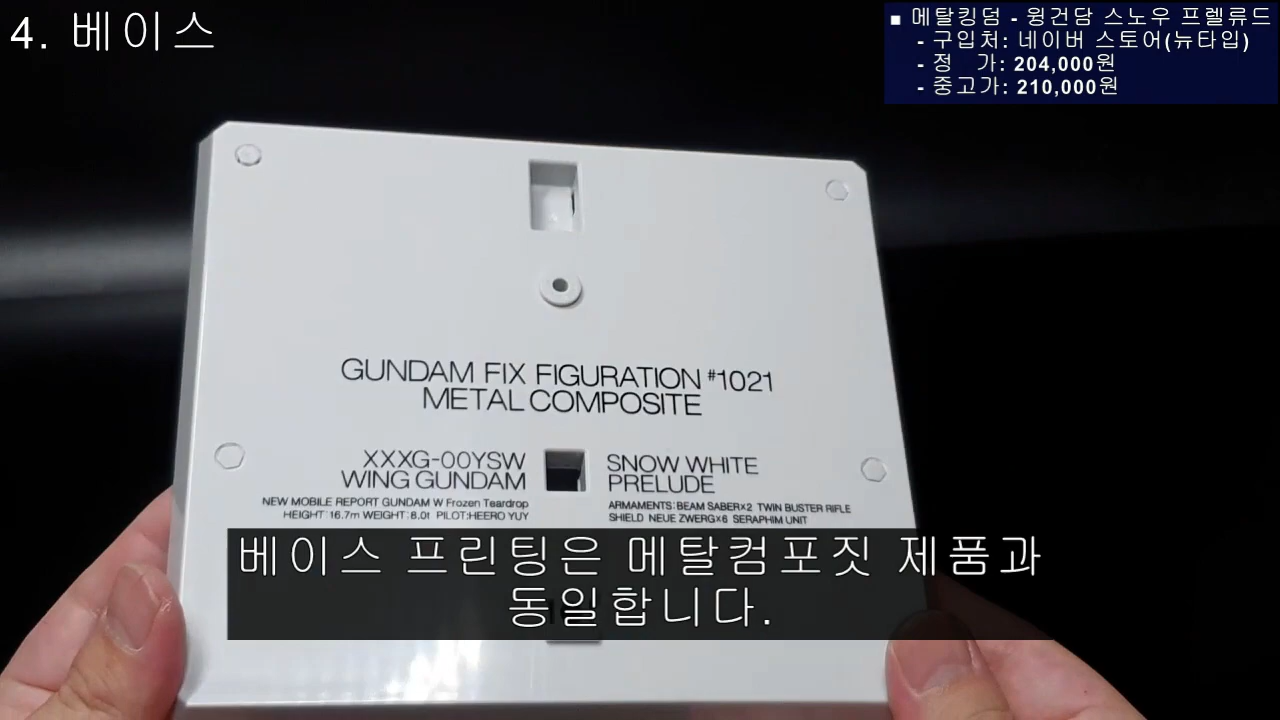 4. 베이스
■ 메탈킹덤 - 윙건담 스노우 프렐류드
- 구입처: 네이버 스토어(뉴타입)
- 정 가: 204,000원
- 중고가: 210,000원
GUNDAM FIX FIGURATION #1021
METAL COMPOSITE
XXXG-00YSW
WING GUNDAM
NEW MOBILE REPORT GUNDAM W Frozen Teardrop
HEIGHT:16.7m WEIGHT:8.0t PILOT:HEERO YUY
SNOW WHITE
PRELUDE
ARMAMENTS:BEAM SABER×2 TWIN BUSTER RIFLE
SHIELD NEUE ZWERG×6 SERAPHIM UNIT
베이스 프린팅은 메탈컴포짓 제품과
동일합니다.